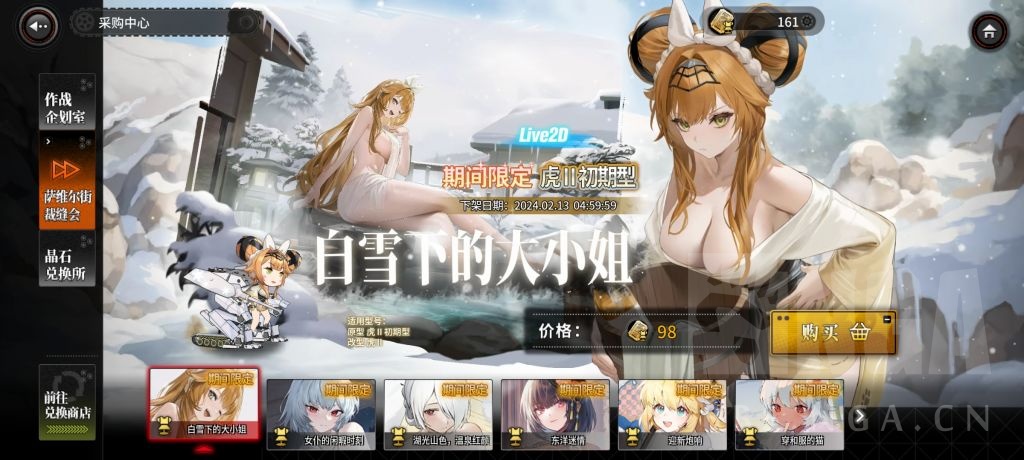 采购中心
161
作战
企划室
萨维尔街
裁缝会
晶石
兑换所
前往
兑换商店
Live2D
期间限定 虎II初期型
下架日期：2024.02.13 04:59:59
白雪下的大小姐
适用型号：
原型 虎II初期型
改型 虎II
价格： 98
购买
期间限定
白雪下的大小姐
期间限定
女仆的闲暇时刻
期间限定
湖光山色，温泉红颜
期间限定
东洋迷情
期间限定
迎新炮响
期间限定
穿和服的猫
GA.CN